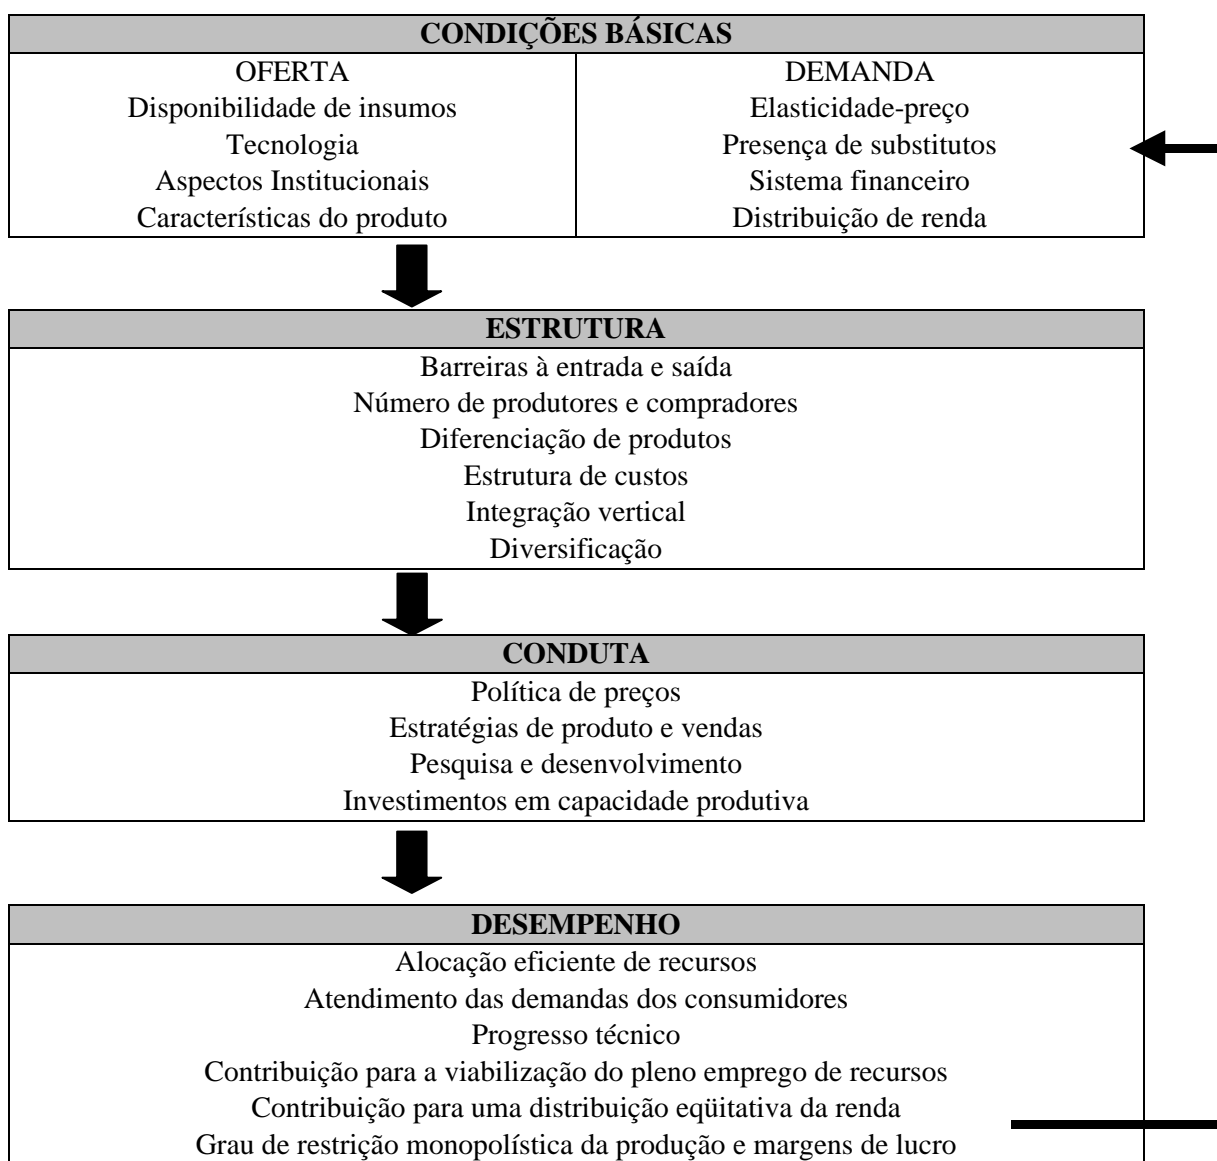 CONDIÇÕES BÁSICAS
OFERTA
Disponibilidade de insumos
Tecnologia
Aspectos Institucionais
Características do produto
DEMANDA
Elasticidade-preço
Presença de substitutos
Sistema financeiro
Distribuição de renda
ESTRUTURA
Barreiras à entrada e saída
Número de produtores e compradores
Diferenciação de produtos
Estrutura de custos
Integração vertical
Diversificação
CONDUTA
Política de preços
Estratégias de produto e vendas
Pesquisa e desenvolvimento
Investimentos em capacidade produtiva
DESEMPENHO
Alocação eficiente de recursos
Atendimento das demandas dos consumidores
Progresso técnico
Contribuição para a viabilização do pleno emprego de recursos
Contribuição para uma distribuição eqüitativa da renda
Grau de restrição monopolística da produção e margens de lucro